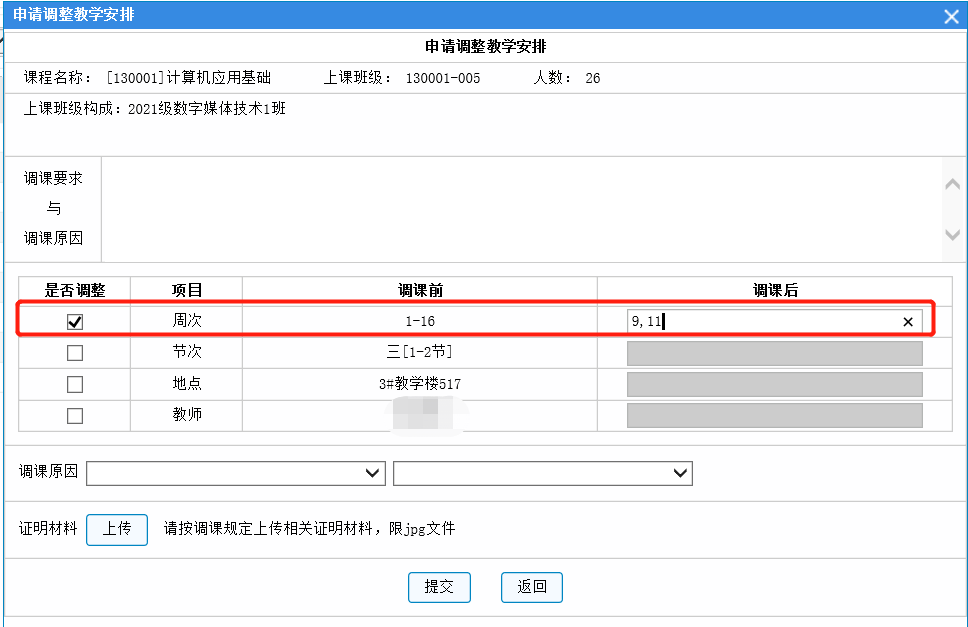 申请调整教学安排
申请调整教学安排
课程名称： [130001]计算机应用基础 上课班级： 130001-005 人数： 26
上课班级构成：2021级数字媒体技术1班
调课要求
与
调课原因
是否调整 项目 调课前 调课后
周次 1-16 9,11
节次 三[1-2节]
地点 3#教学楼517
教师
调课原因
证明材料 上传 请按调课规定上传相关证明材料，限jpg文件
提交 返回